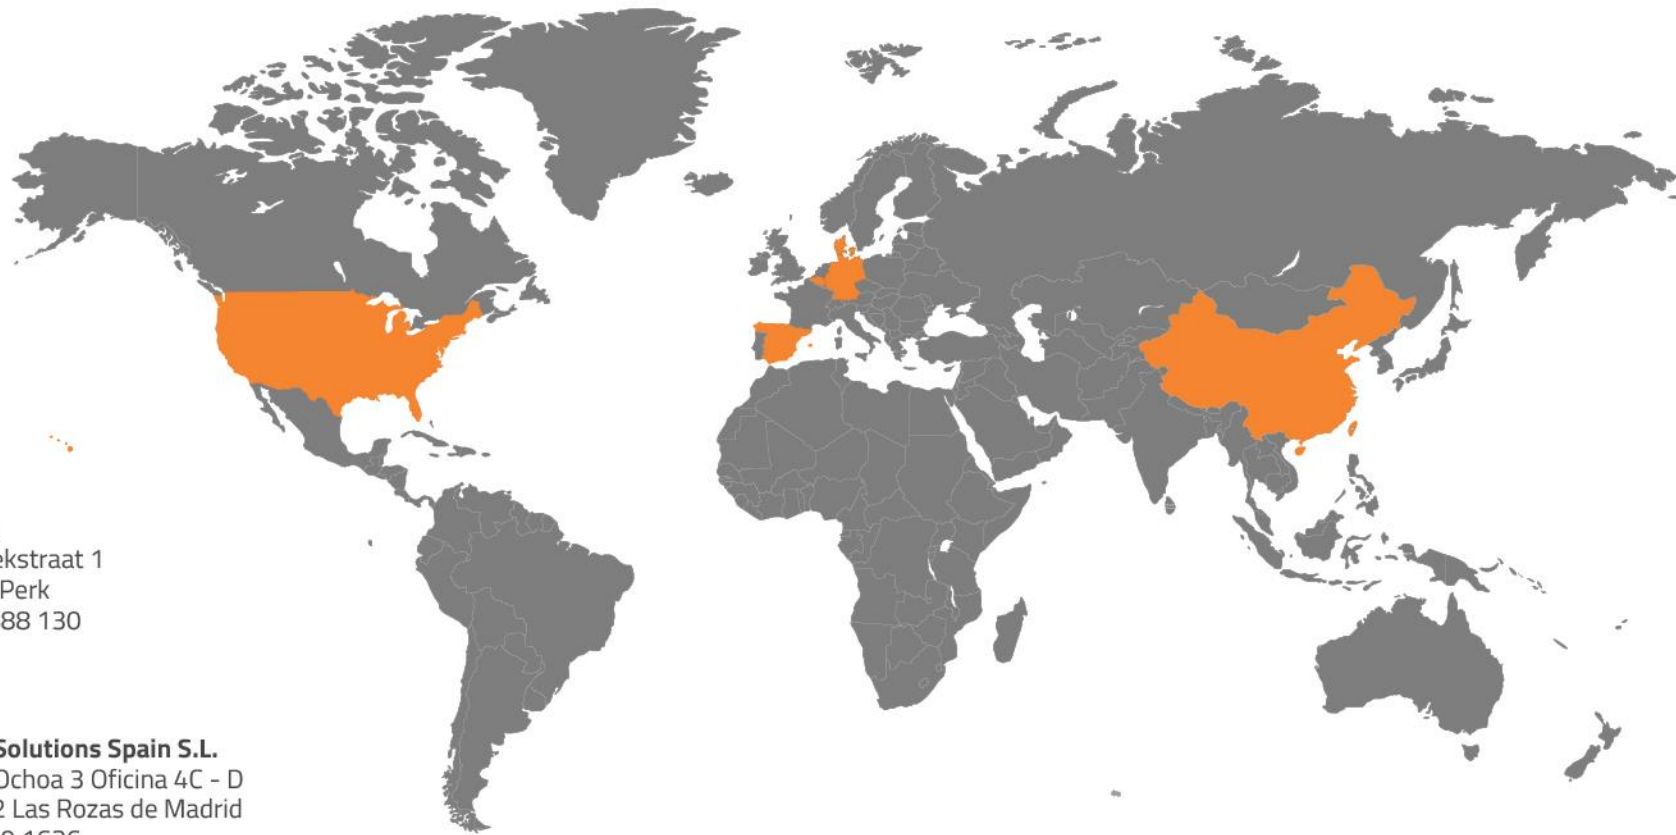 ekstraat 1
Perk
88 130
Solutions Spain S.L.
Ochoa 3 Oficina 4C - D
2 Las Rozas de Madrid